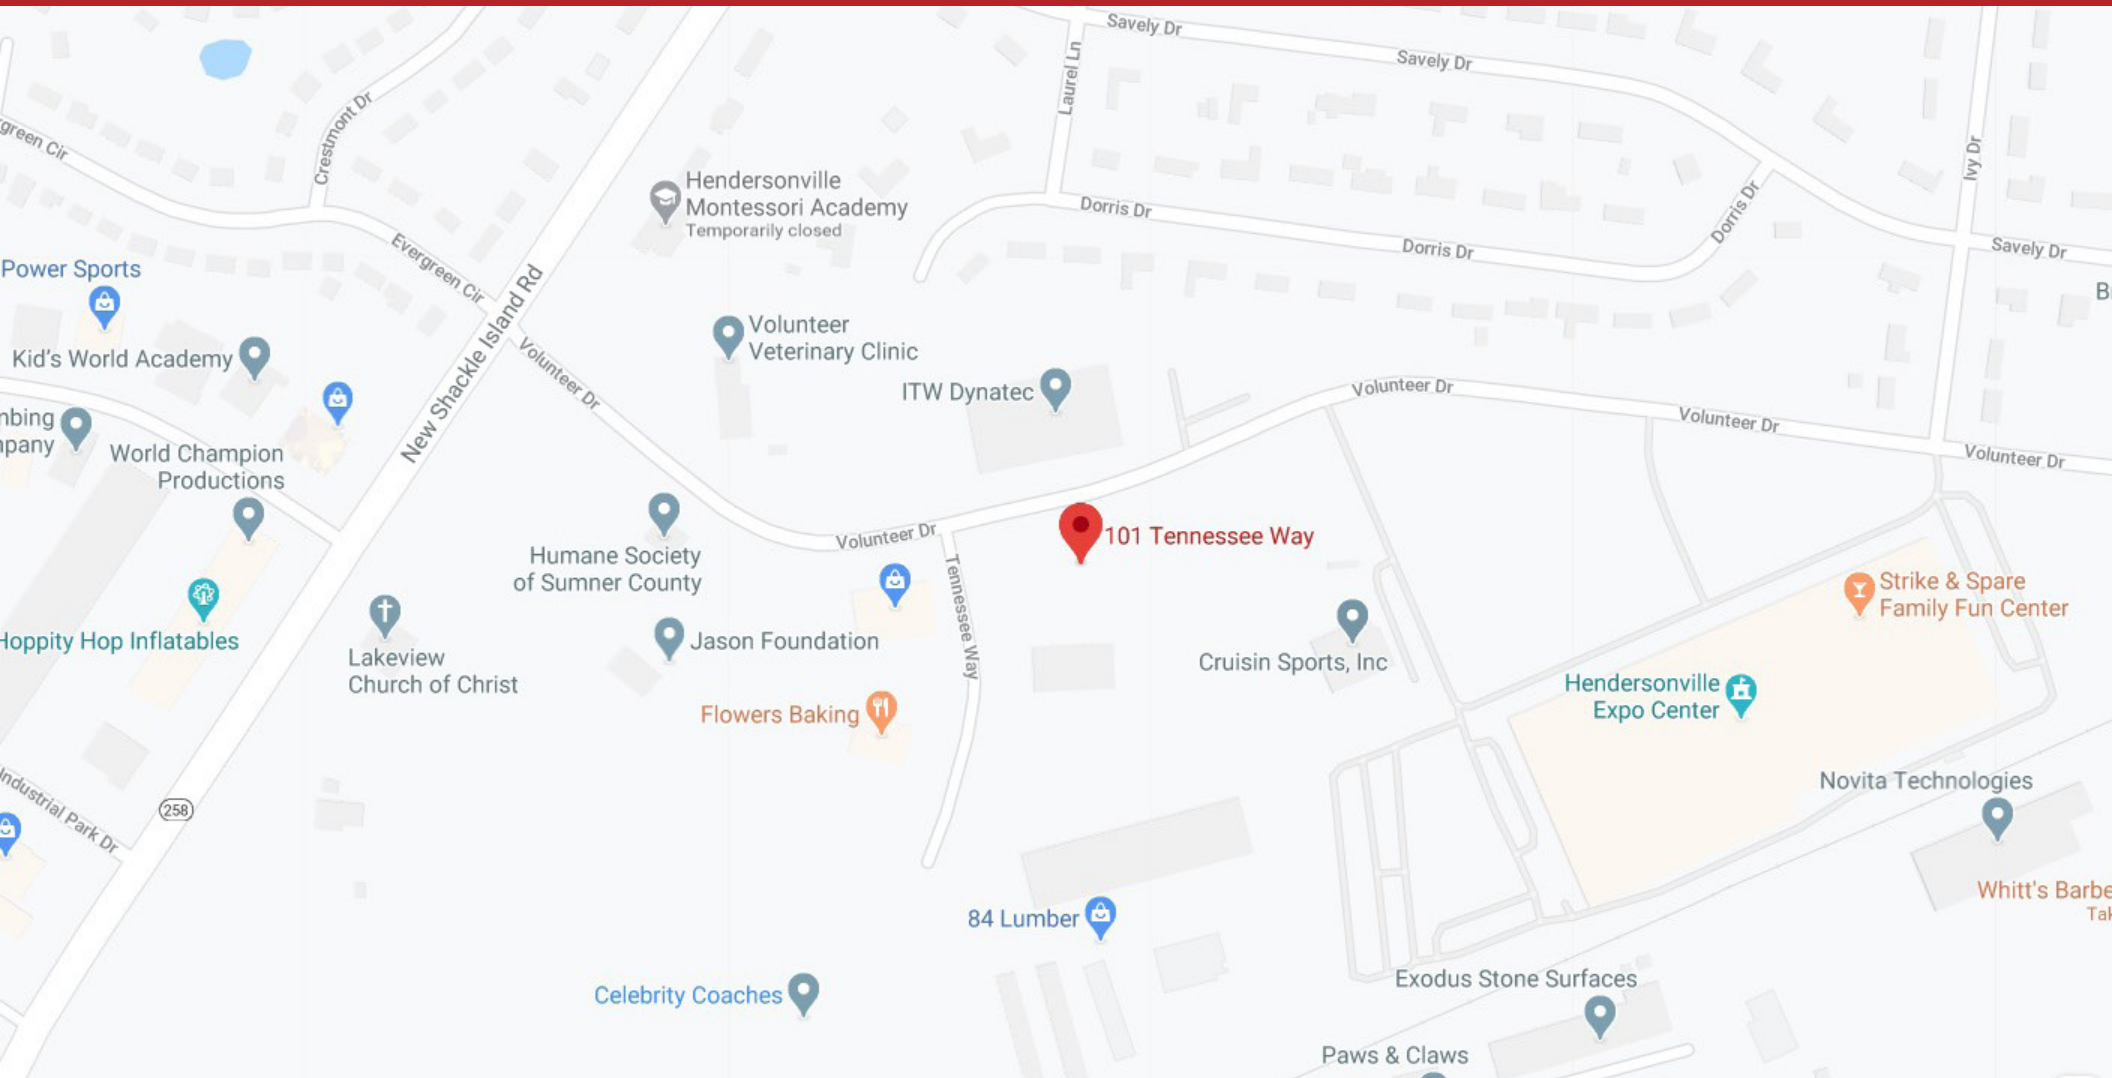 Savely Dr
Savely Dr
Laurel Ln
Crestmont Dr
green Cir
Ivy Dr
Hendersonville
Montessori Academy
Temporarily closed
Dorris Dr
Dorris Dr
Dorris Dr
Evergreen Cir
Savely Dr
Power Sports
New Shackle Island Rd
Volunteer
Veterinary Clinic
Kid's World Academy
Volunteer Dr
ITW Dynatec
Volunteer Dr
Volunteer Dr
Volunteer Dr
World Champion
Productions
101 Tennessee Way
Volunteer Dr
Humane Society
of Sumner County
Tennessee Way
Strike & Spare
Family Fun Center
Hoppity Hop Inflatables
Jason Foundation
Lakeview
Church of Christ
Cruisin Sports, Inc
Hendersonville
Expo Center
Flowers Baking
Industrial Park Dr
258
Novita Technologies
Whitt's Barbe
Tak
84 Lumber
Celebrity Coaches
Exodus Stone Surfaces
Paws & Claws